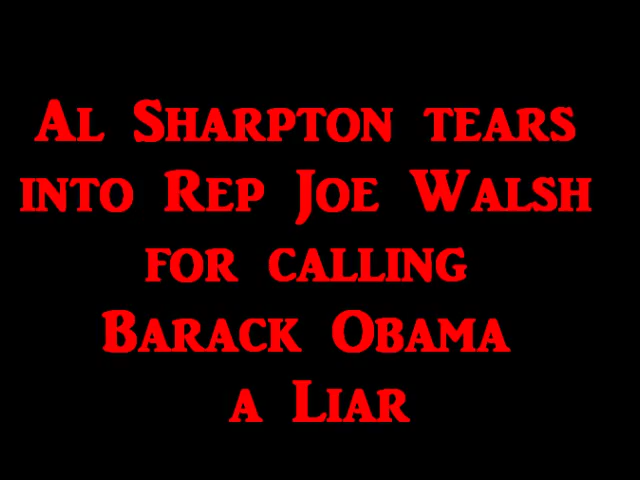 Al Sharpton tears
into Rep Joe Walsh
for calling
Barack Obama
a Liar